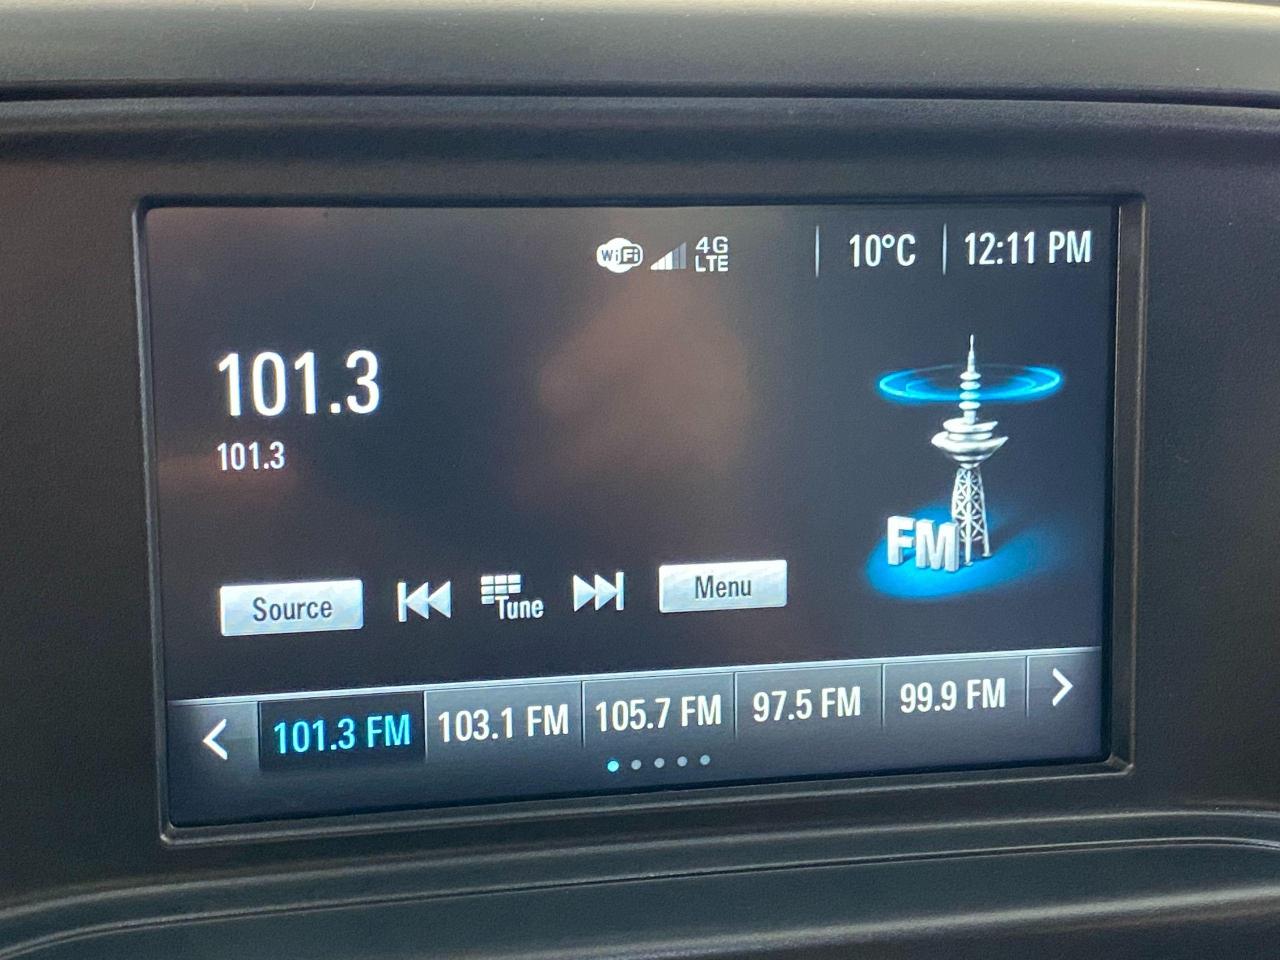 WiFi 4G LTE 10°C 12:11 PM
101.3
101.3
FM
Source Tune Menu
101.3 FM 103.1 FM 105.7 FM 97.5 FM 99.9 FM